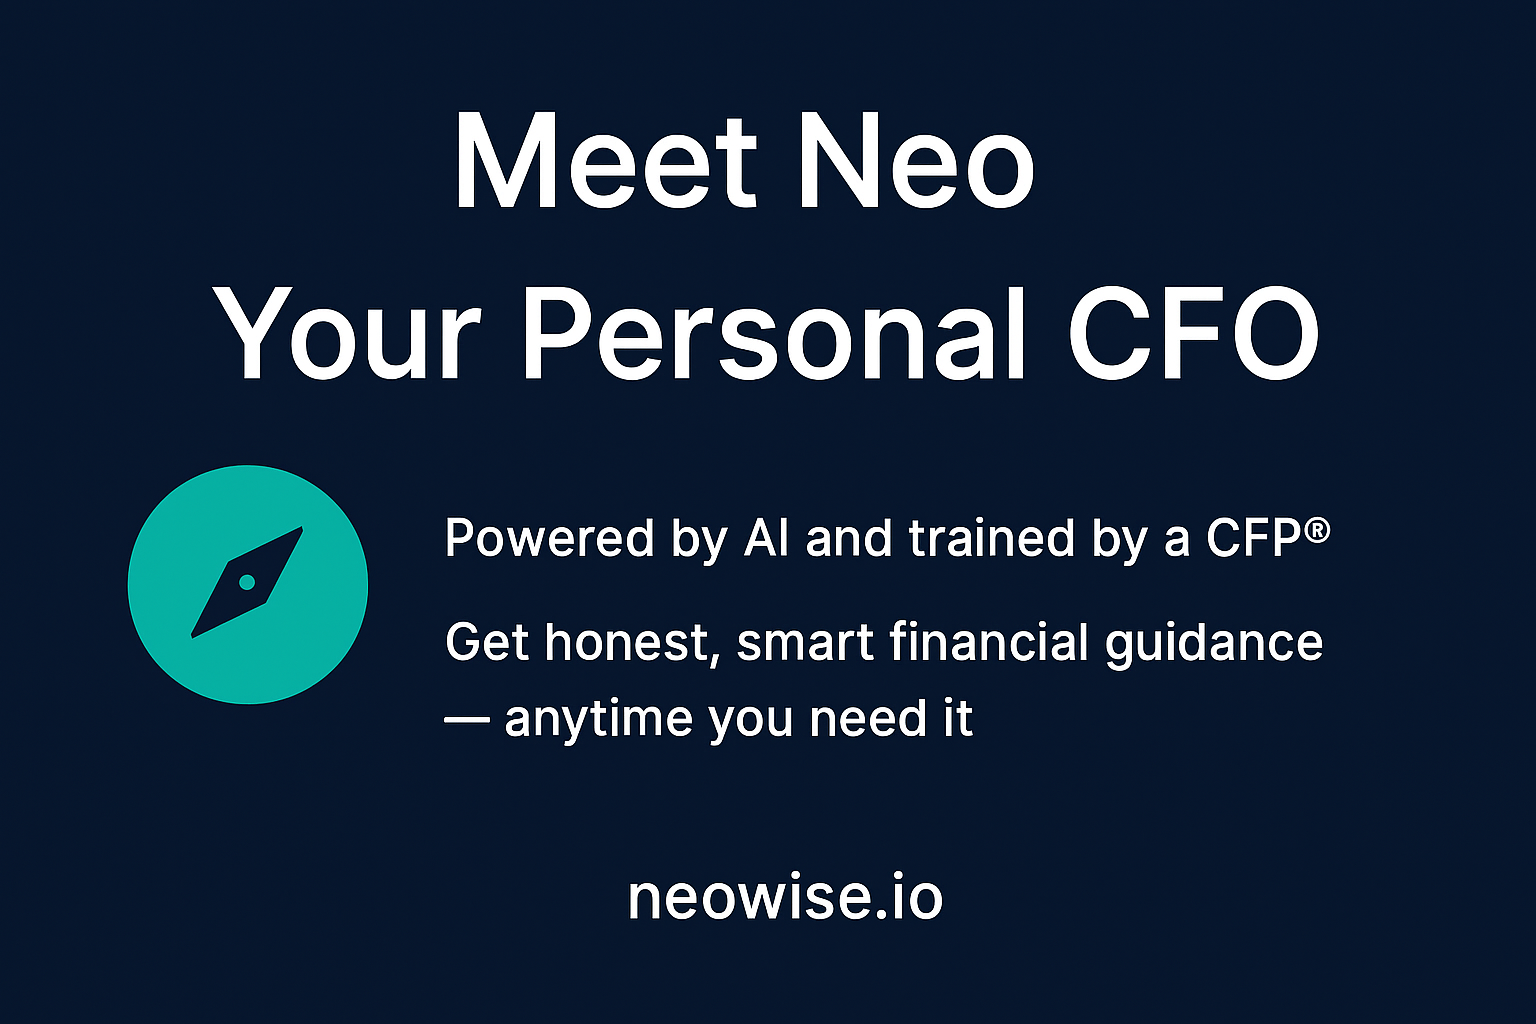 Meet Neo
Your Personal CFO
Powered by AI and trained by a CFP®
Get honest, smart financial guidance
— anytime you need it
neowise.io